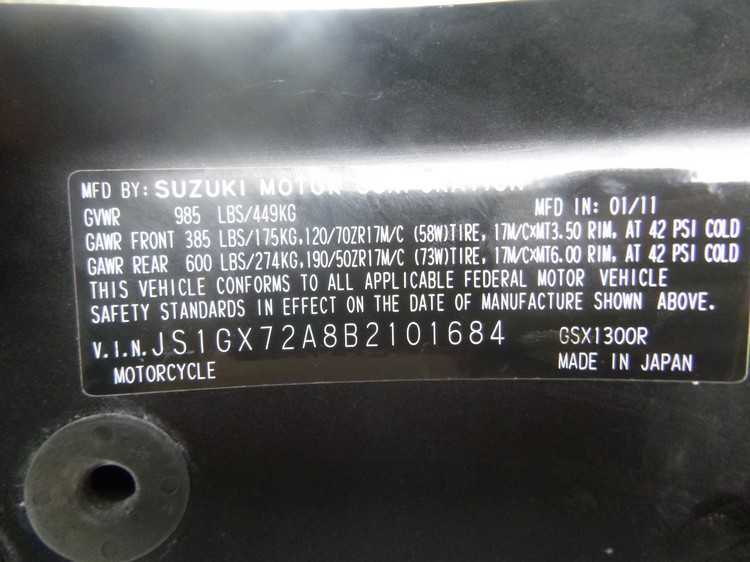 MFD BY: SUZUKI MOTOR CORPORATION
GVWR 985 LBS/449KG MFD IN: 01/11
GAWR FRONT 385 LBS/175KG,120/70ZR17M/C (58W)TIRE, 17M/C×MT3.50 RIM, AT 42 PSI COLD
GAWR REAR 600 LBS/274KG,190/50ZR17M/C (73W)TIRE, 17M/C×MT6.00 RIM, AT 42 PSI COLD
THIS VEHICLE CONFORMS TO ALL APPLICABLE FEDERAL MOTOR VEHICLE
SAFETY STANDARDS IN EFFECT ON THE DATE OF MANUFACTURE SHOWN ABOVE.
V.I.N. JS1GX72A8B2101684 GSX1300R
MOTORCYCLE MADE IN JAPAN